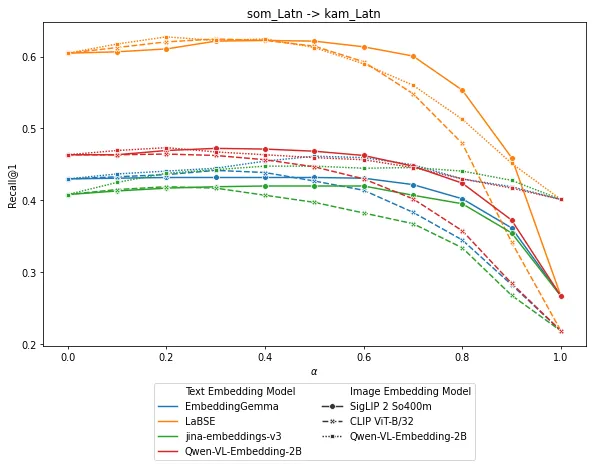 som_Latn -> kam_Latn
Recall@1
0.6
0.5
0.4
0.3
0.2
0.0
0.2
0.4
0.6
0.8
1.0
α
Text Embedding Model
EmbeddingGemma
LaBSE
jina-embeddings-v3
Qwen-VL-Embedding-2B
Image Embedding Model
SigLIP 2 So400m
CLIP ViT-B/32
Qwen-VL-Embedding-2B